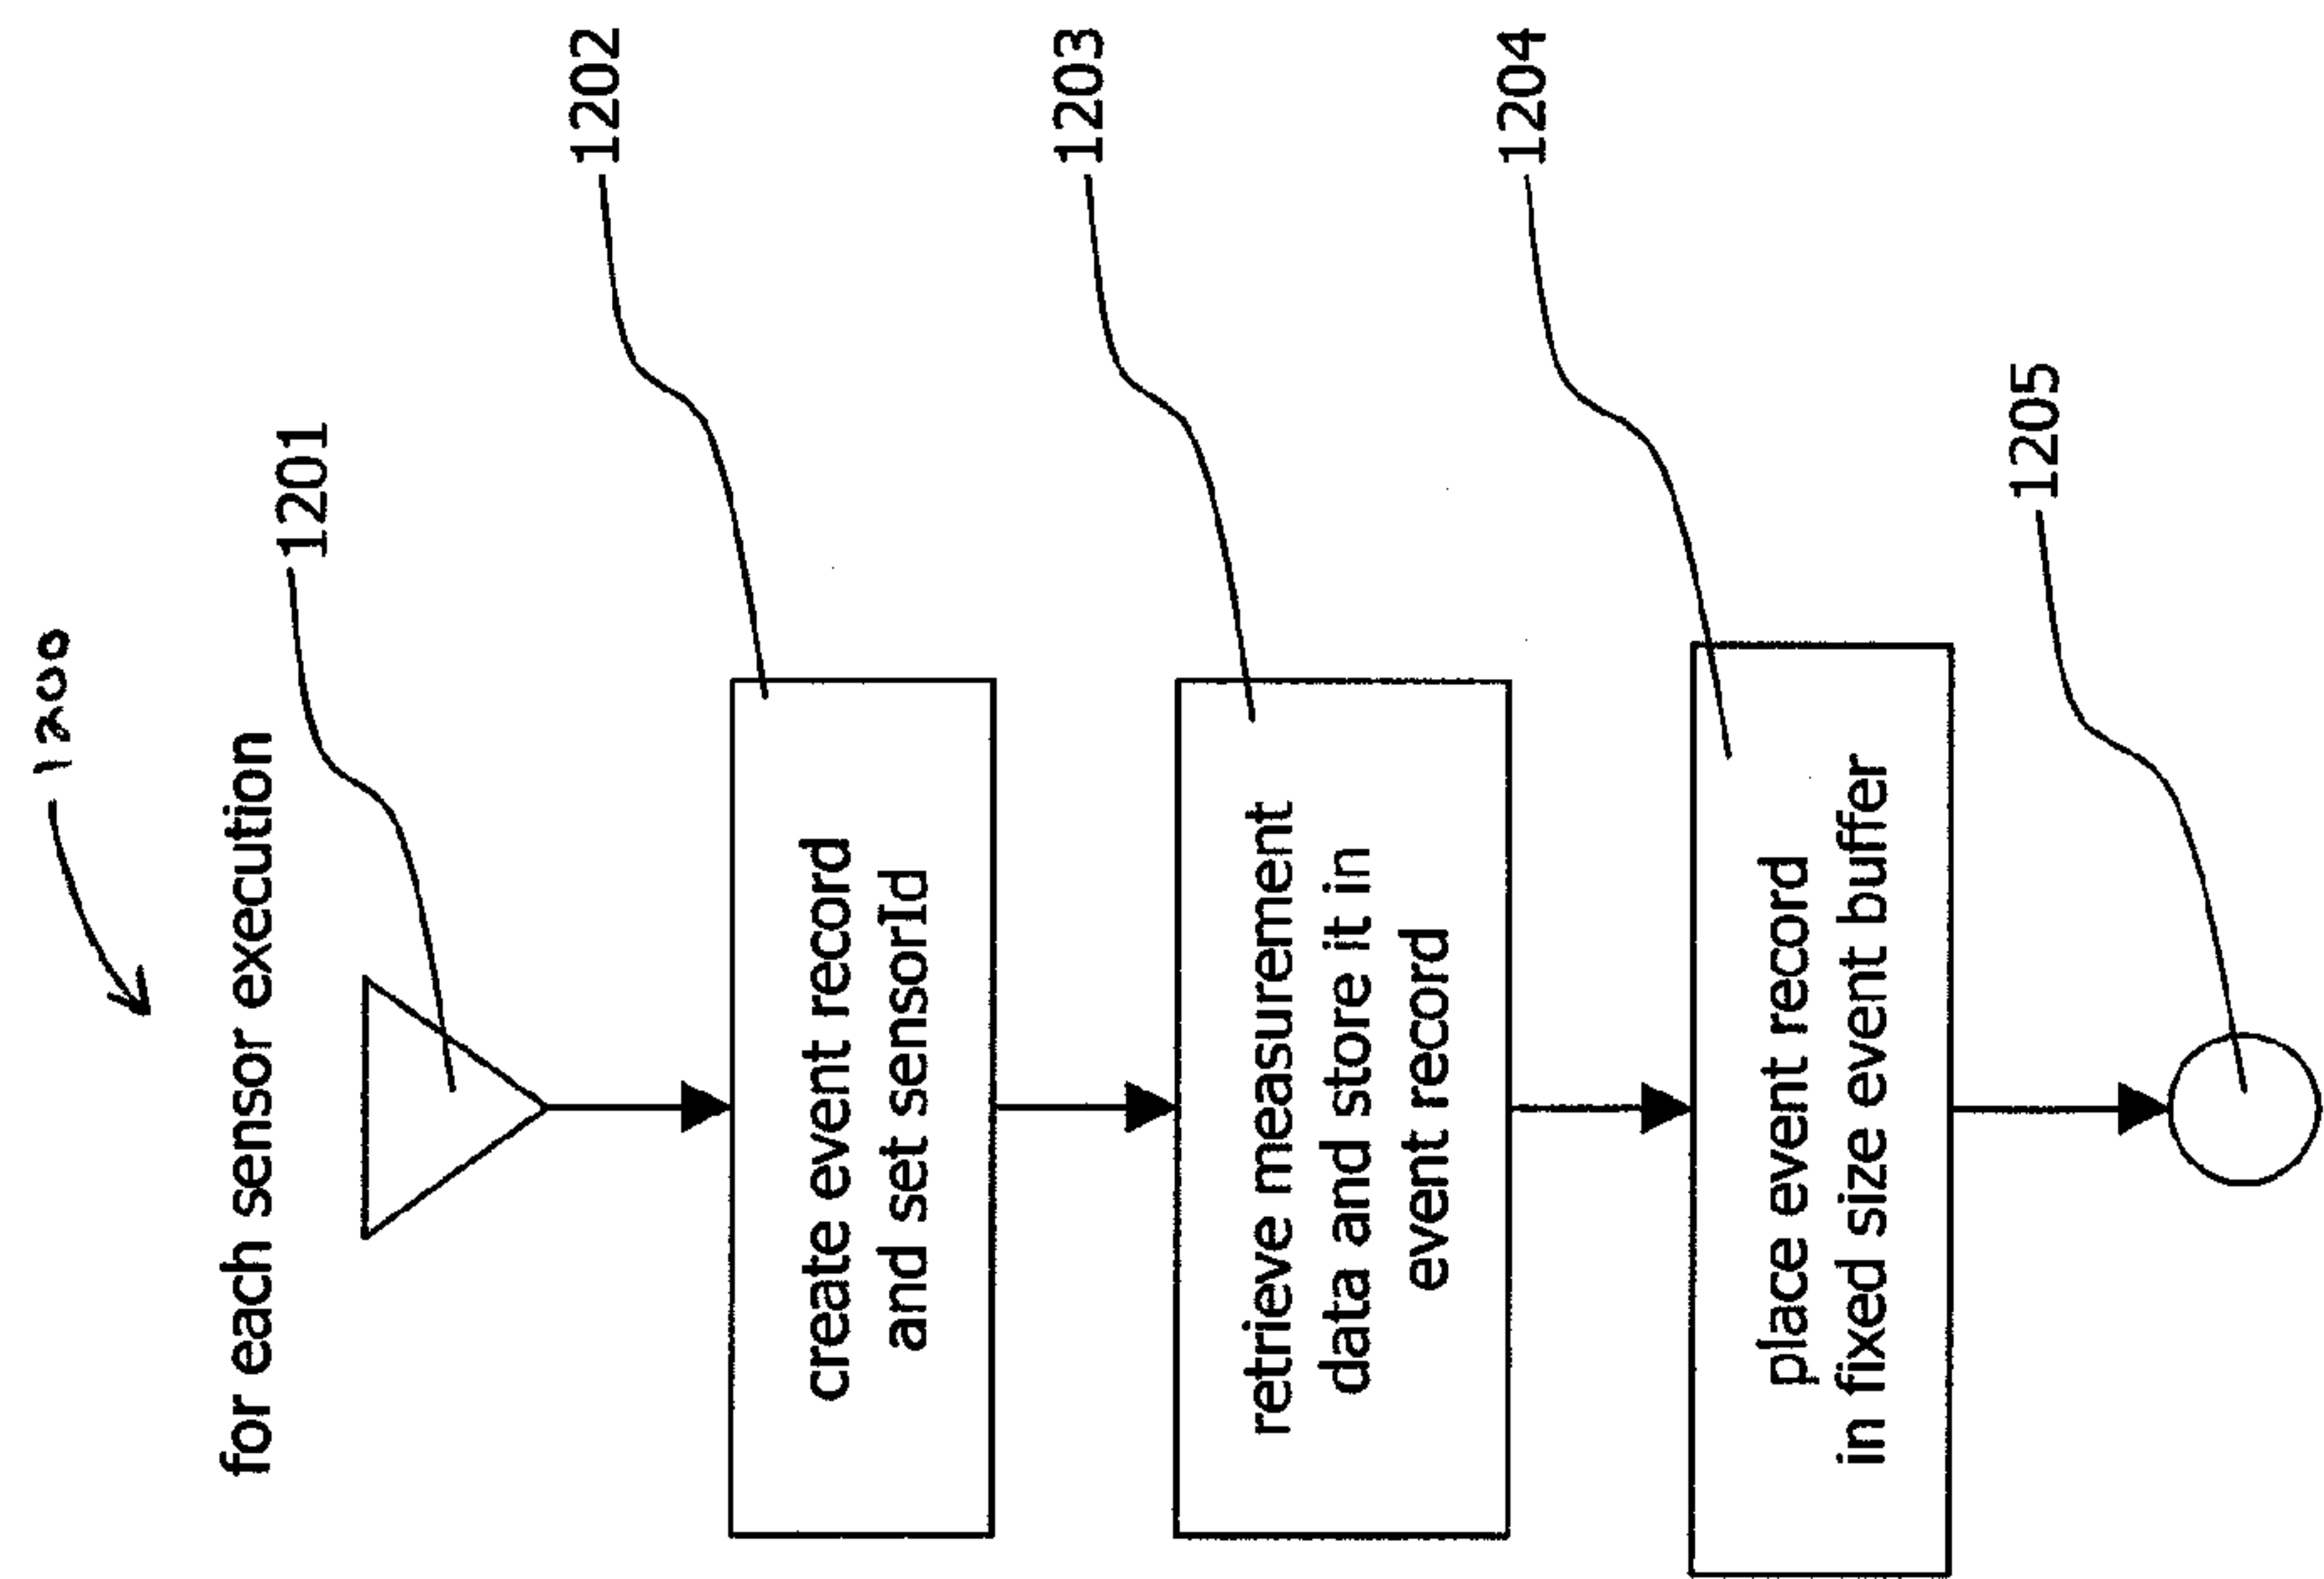 1200
for each sensor execution
1201
create event record
and set sensorId
1202
retrieve measurement
data and store it in
event record
1203
place event record
in fixed size event buffer
1204
1205